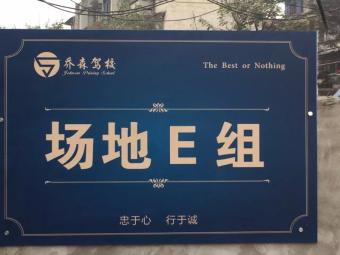 乔森驾校
The Best or Nothing
场地E组
忠于心 行于诚